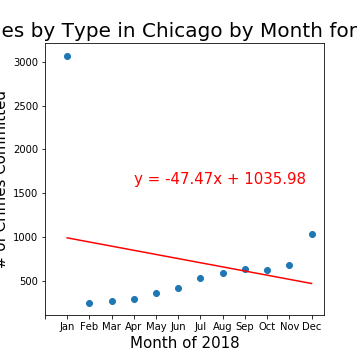 es by Type in Chicago by Month for
# of Crimes Committed
3000
2500
2000
1500
1000
500
y = -47.47x + 1035.98
Jan Feb Mar Apr May Jun Jul Aug Sep Oct Nov Dec
Month of 2018